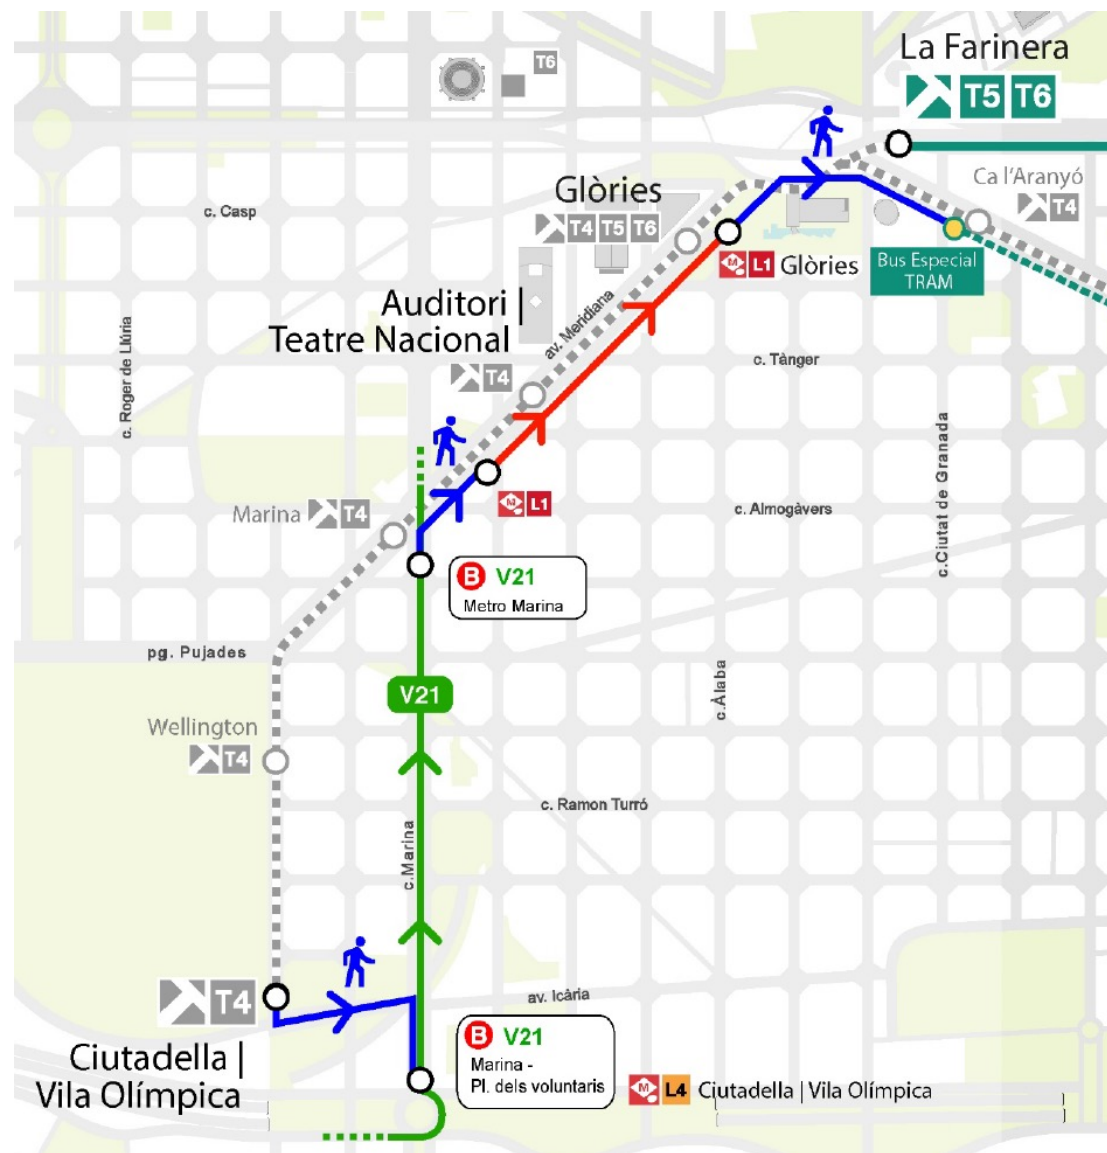 La Farinera
T5 T6
T6
Ca l'Aranyó
T4
Glòries
T4 T5 T6
c. Casp
M L1 Glòries
Bus Especial
TRAM
Auditori |
Teatre Nacional
T4
av. Meridiana
c. Roger de Llúria
c. Tànger
c.Ciutat de Granada
Marina T4
M L1
c. Almogàvers
B V21
Metro Marina
pg. Pujades
V21
c.Àlaba
Wellington
T4
c. Ramon Turró
c.Marina
T4
Ciutadella |
Vila Olímpica
av. Icària
B V21
Marina -
Pl. dels voluntaris
M L4 Ciutadella | Vila Olímpica